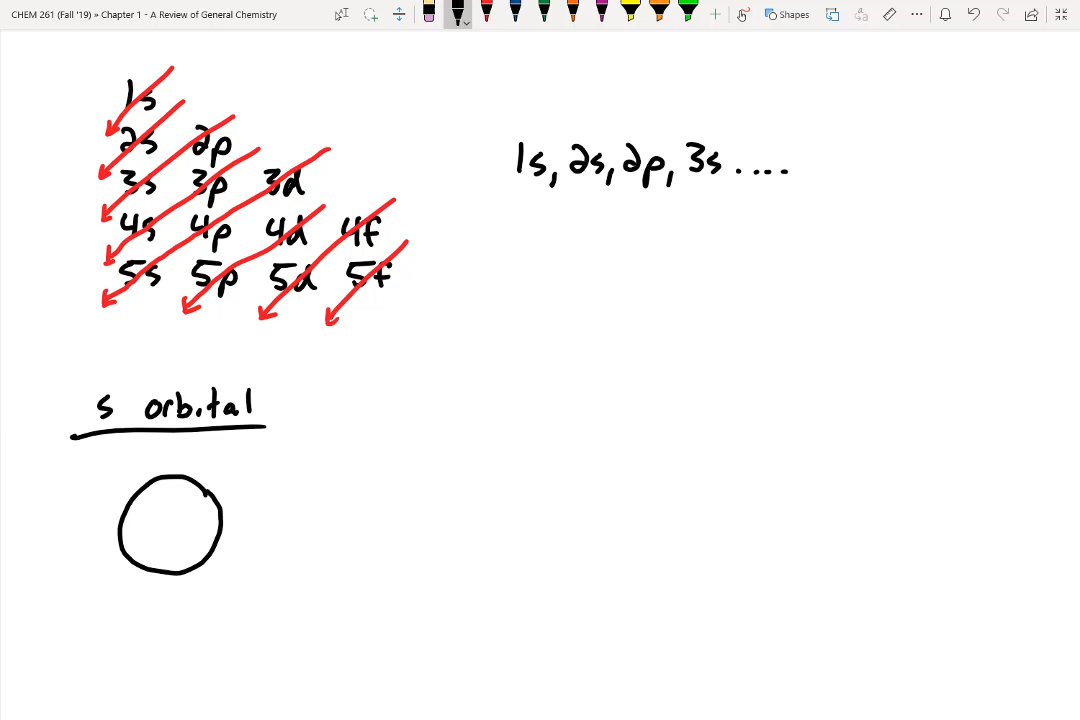 CHEM 261 (Fall '19) » Chapter 1 - A Review of General Chemistry
Shapes
1s
2s 2p
3s 3p 3d
4s 4p 4d 4f
5s 5p 5d 5f
1s, 2s, 2p, 3s ....
s orbital